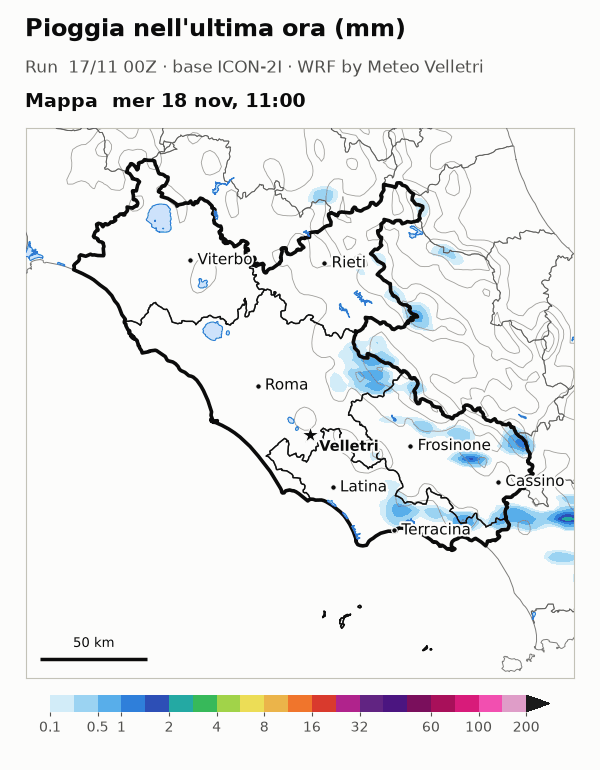 Pioggia nell'ultima ora (mm)
Run 17/11 00Z · base ICON-2I · WRF by Meteo Velletri
Mappa mer 18 nov, 11:00
Viterbo
Rieti
Roma
Velletri
Frosinone
Latina
Cassino
Terracina
50 km
0.1 0.5 1 2 4 8 16 32 60 100 200